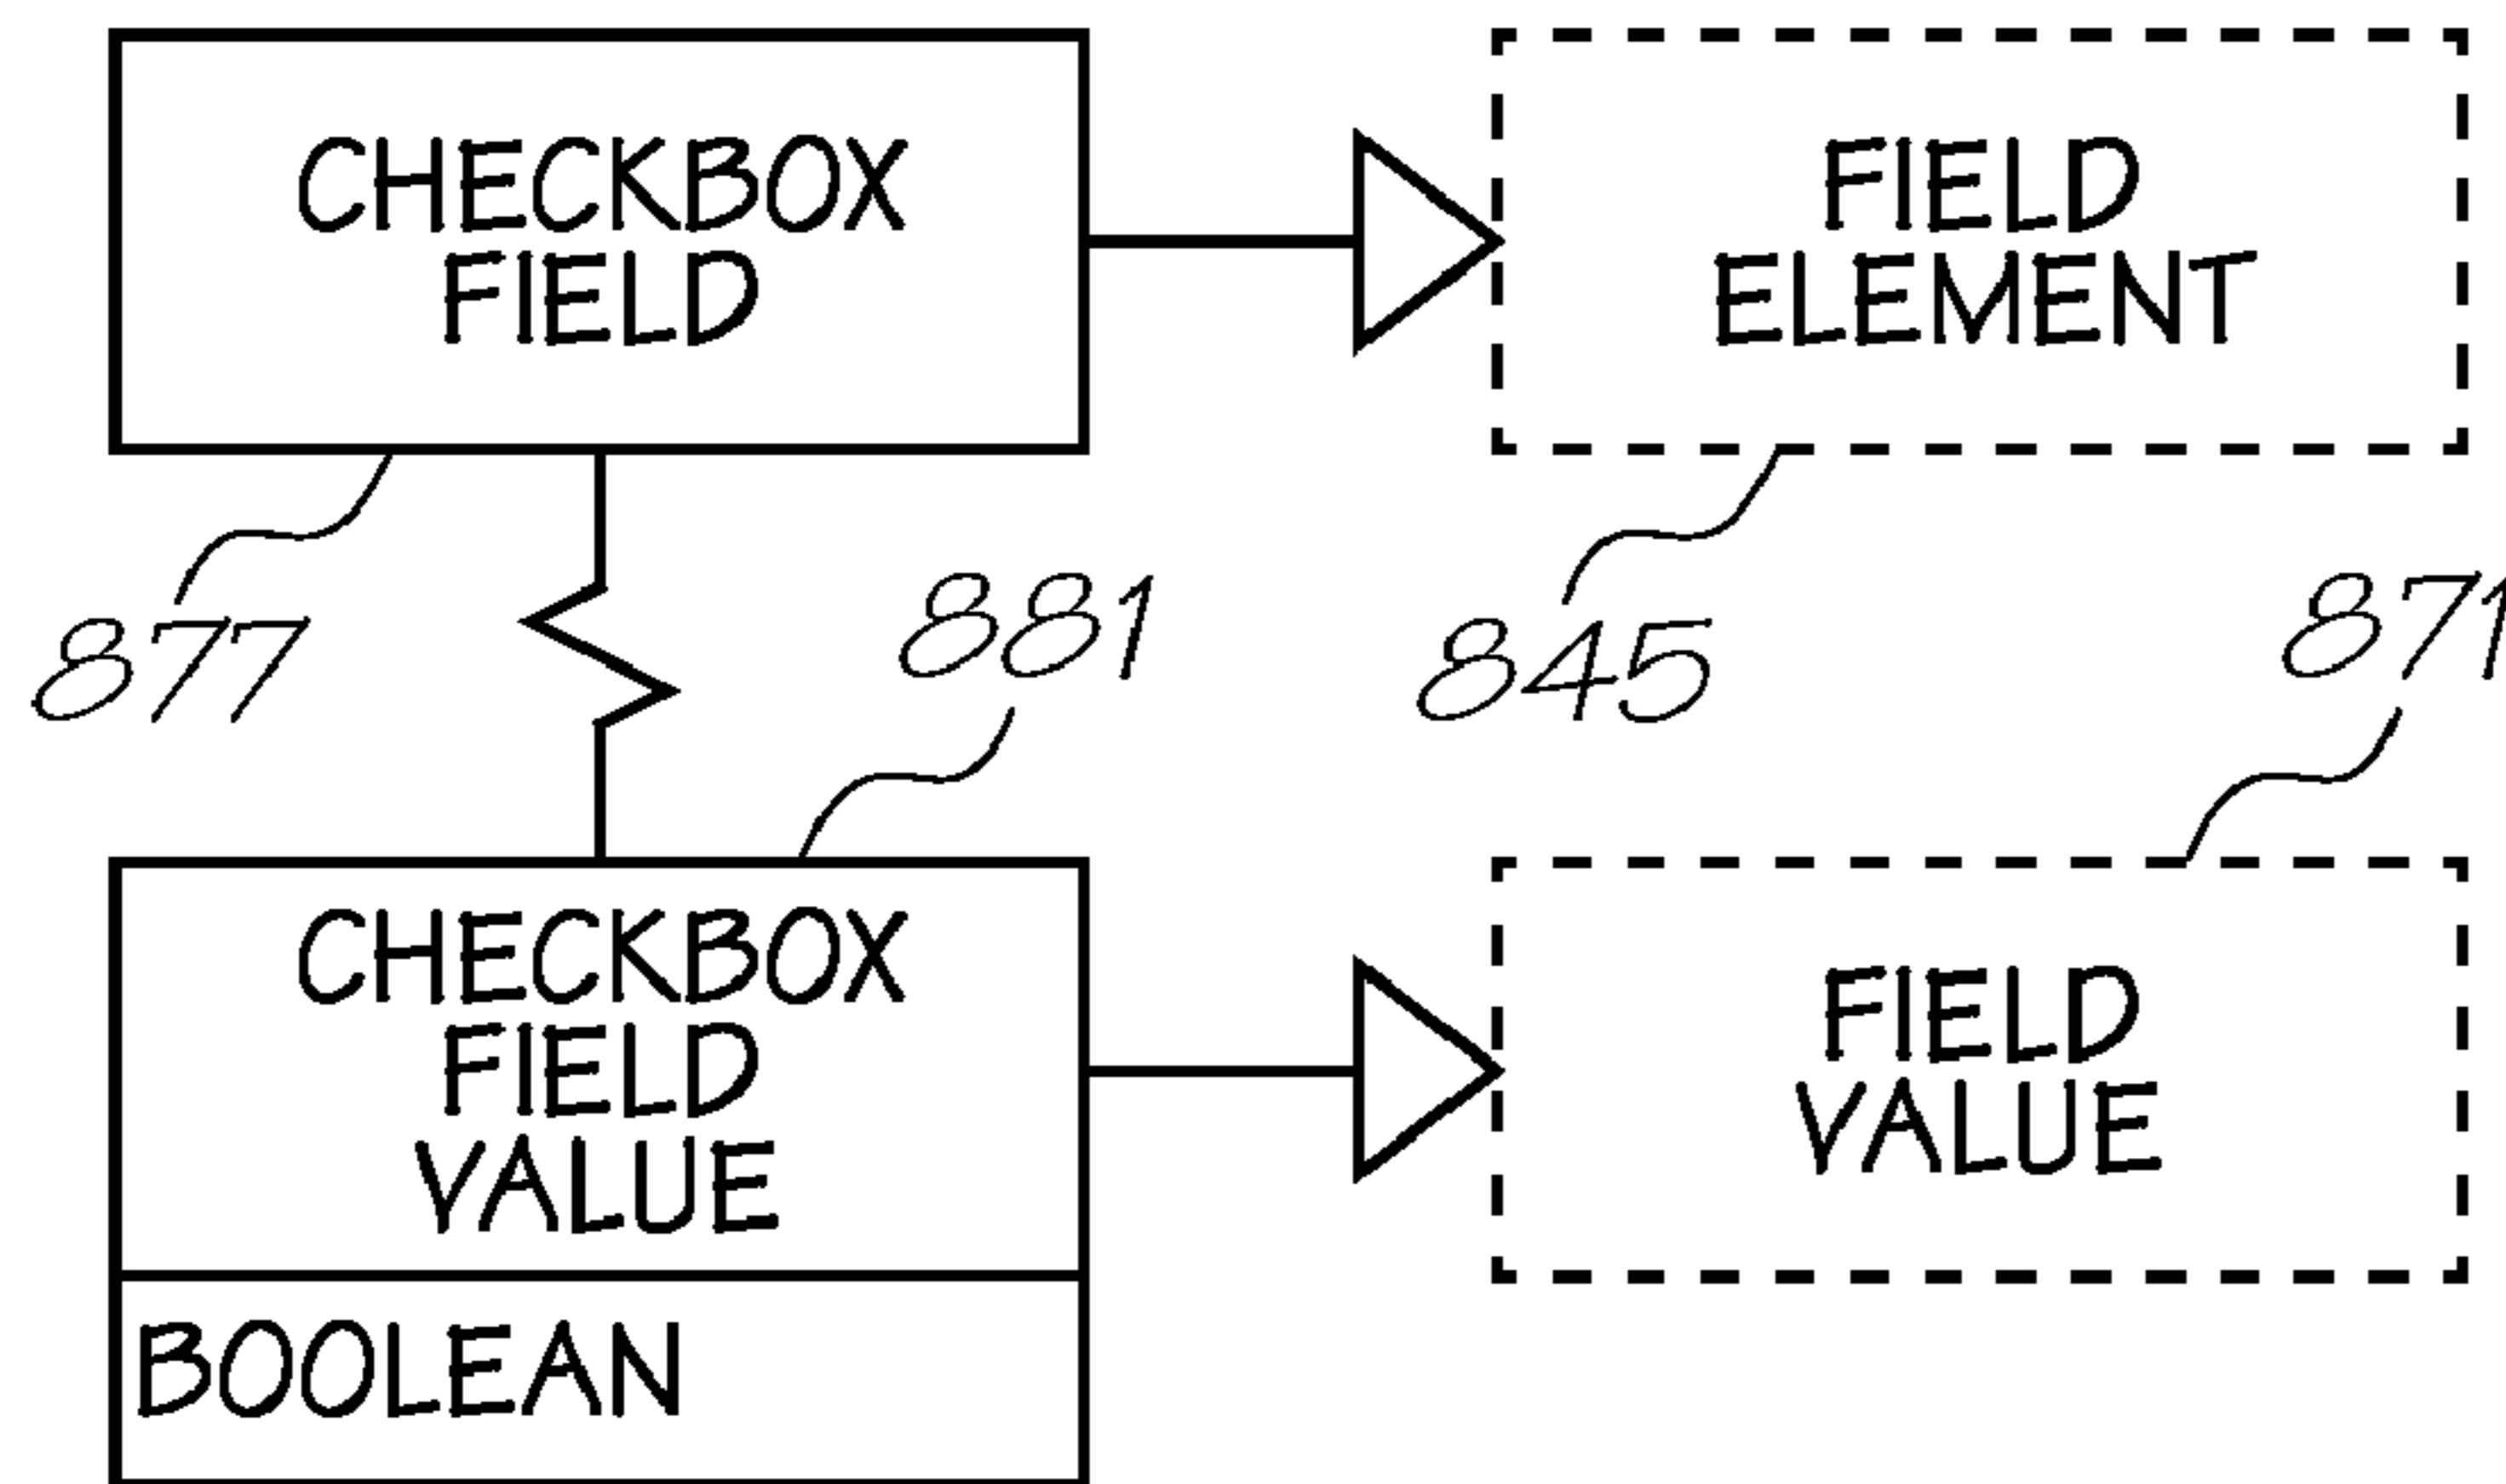 CHECKBOX
FIELD
FIELD
ELEMENT
877
881
845
871
CHECKBOX
FIELD
VALUE
FIELD
VALUE
BOOLEAN